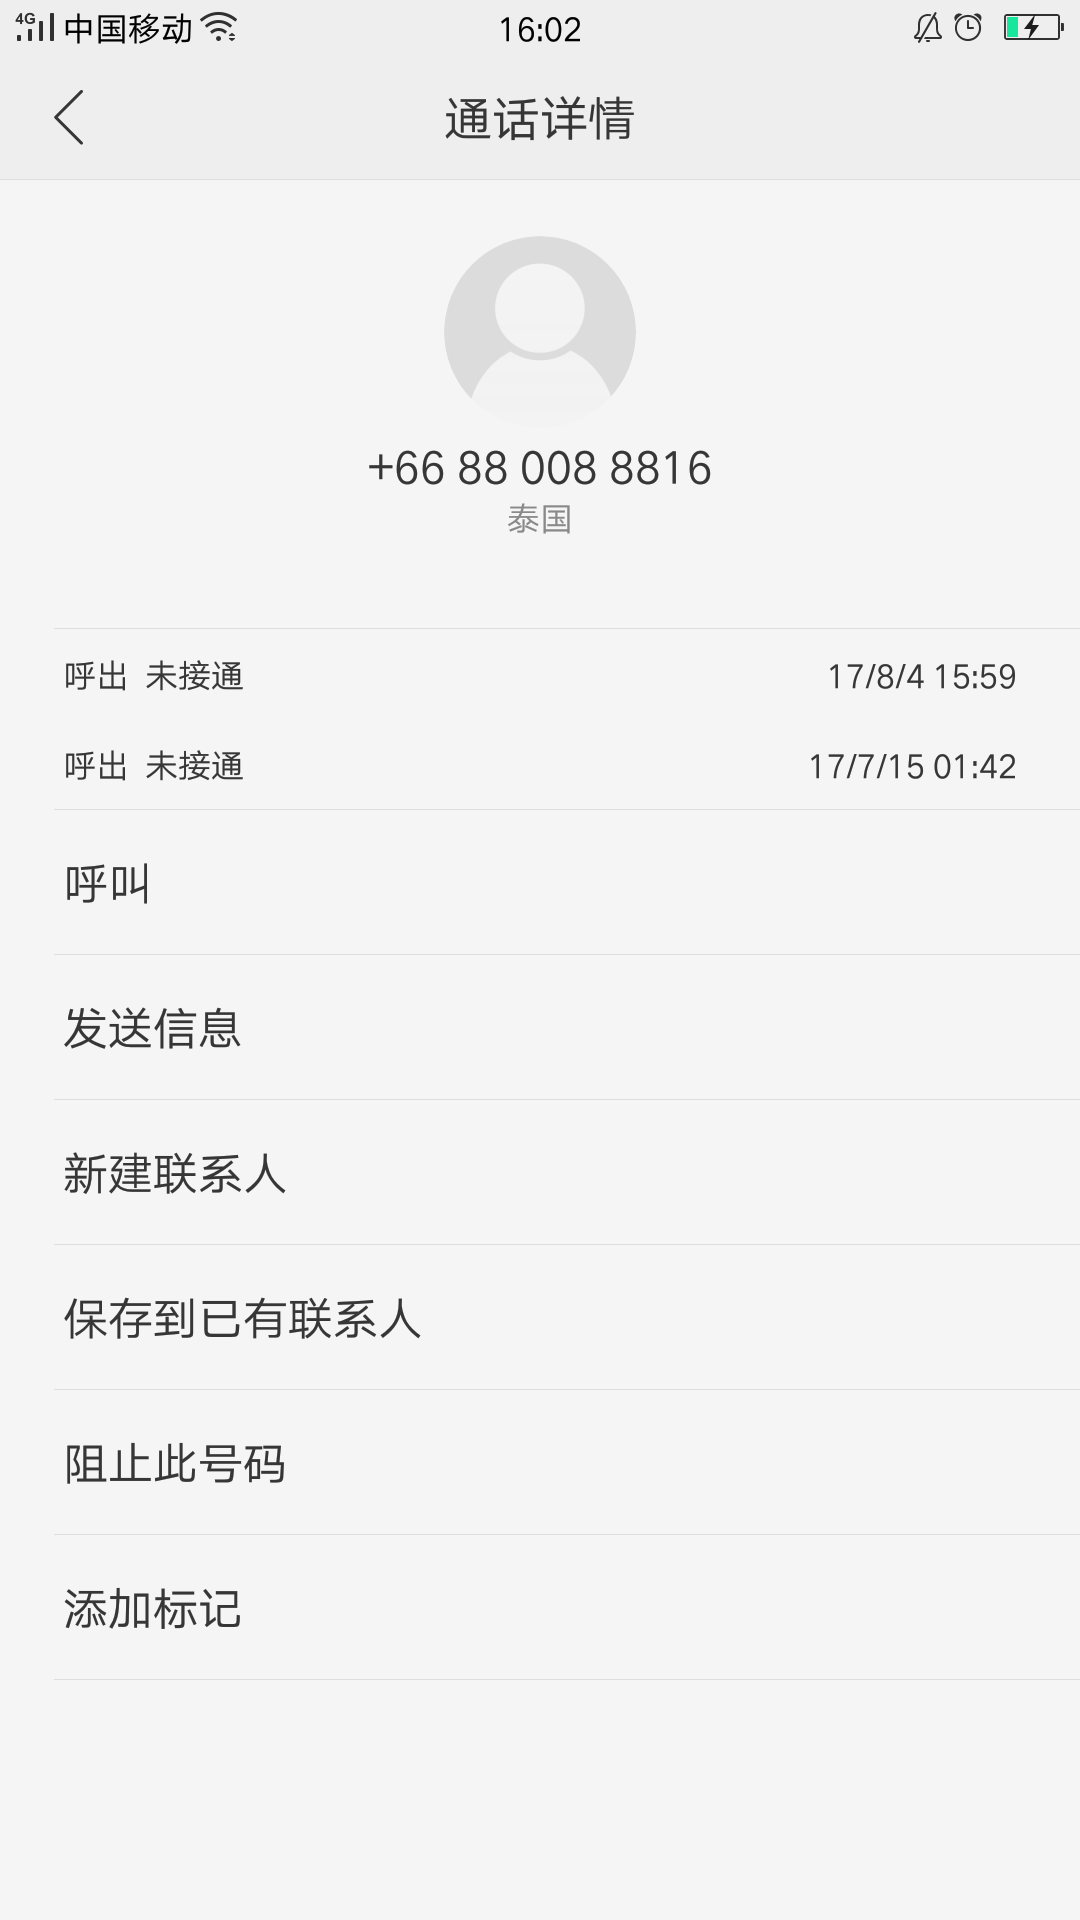 4G 中国移动 16:02
通话详情
+66 88 008 8816
泰国
呼出 未接通 17/8/4 15:59
呼出 未接通 17/7/15 01:42
呼叫
发送信息
新建联系人
保存到已有联系人
阻止此号码
添加标记